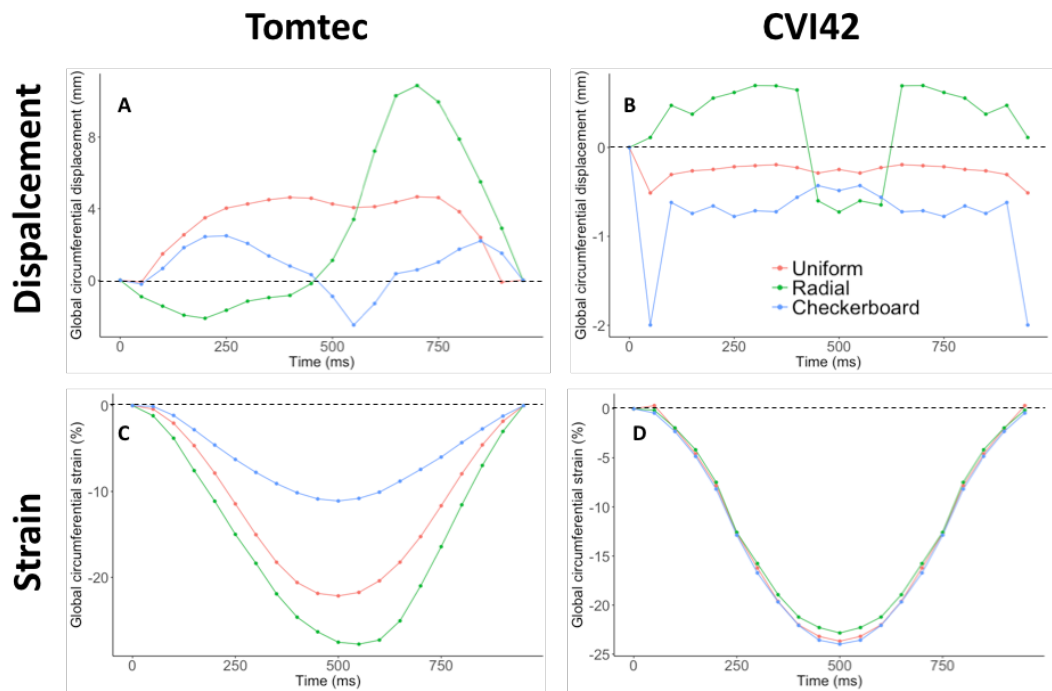 Tomtec
CVI42
Dispalcement
Strain
A
Global circumferential displacement (mm)
8
4
0
0
250
500
750
Time (ms)
B
Global circumferential displacement (mm)
0
-1
-2
Uniform
Radial
Checkerboard
0
250
500
750
Time (ms)
C
Global circumferential strain (%)
0
-10
-20
0
250
500
750
Time (ms)
D
Global circumferential strain (%)
0
-5
-10
-15
-20
-25
0
250
500
750
Time (ms)